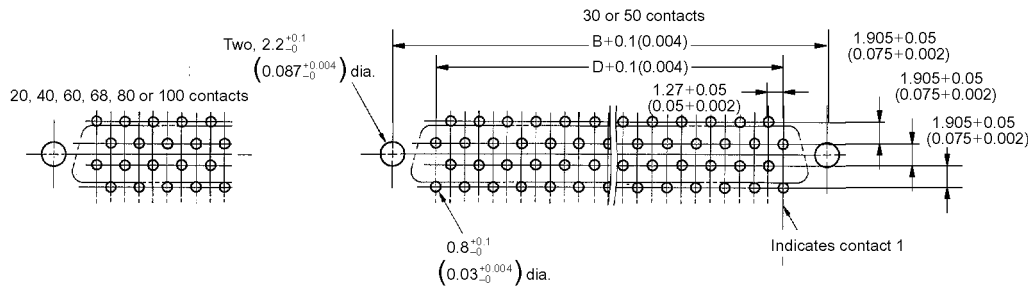 30 or 50 contacts
B+0.1(0.004)
D+0.1(0.004)
Two, 2.2 +0.1 -0
(0.087 +0.004 -0) dia.
20, 40, 60, 68, 80 or 100 contacts
1.27+0.05
(0.05+0.002)
1.905+0.05
(0.075+0.002)
1.905+0.05
(0.075+0.002)
1.905+0.05
(0.075+0.002)
0.8 +0.1 -0
(0.03 +0.004 -0) dia.
Indicates contact 1